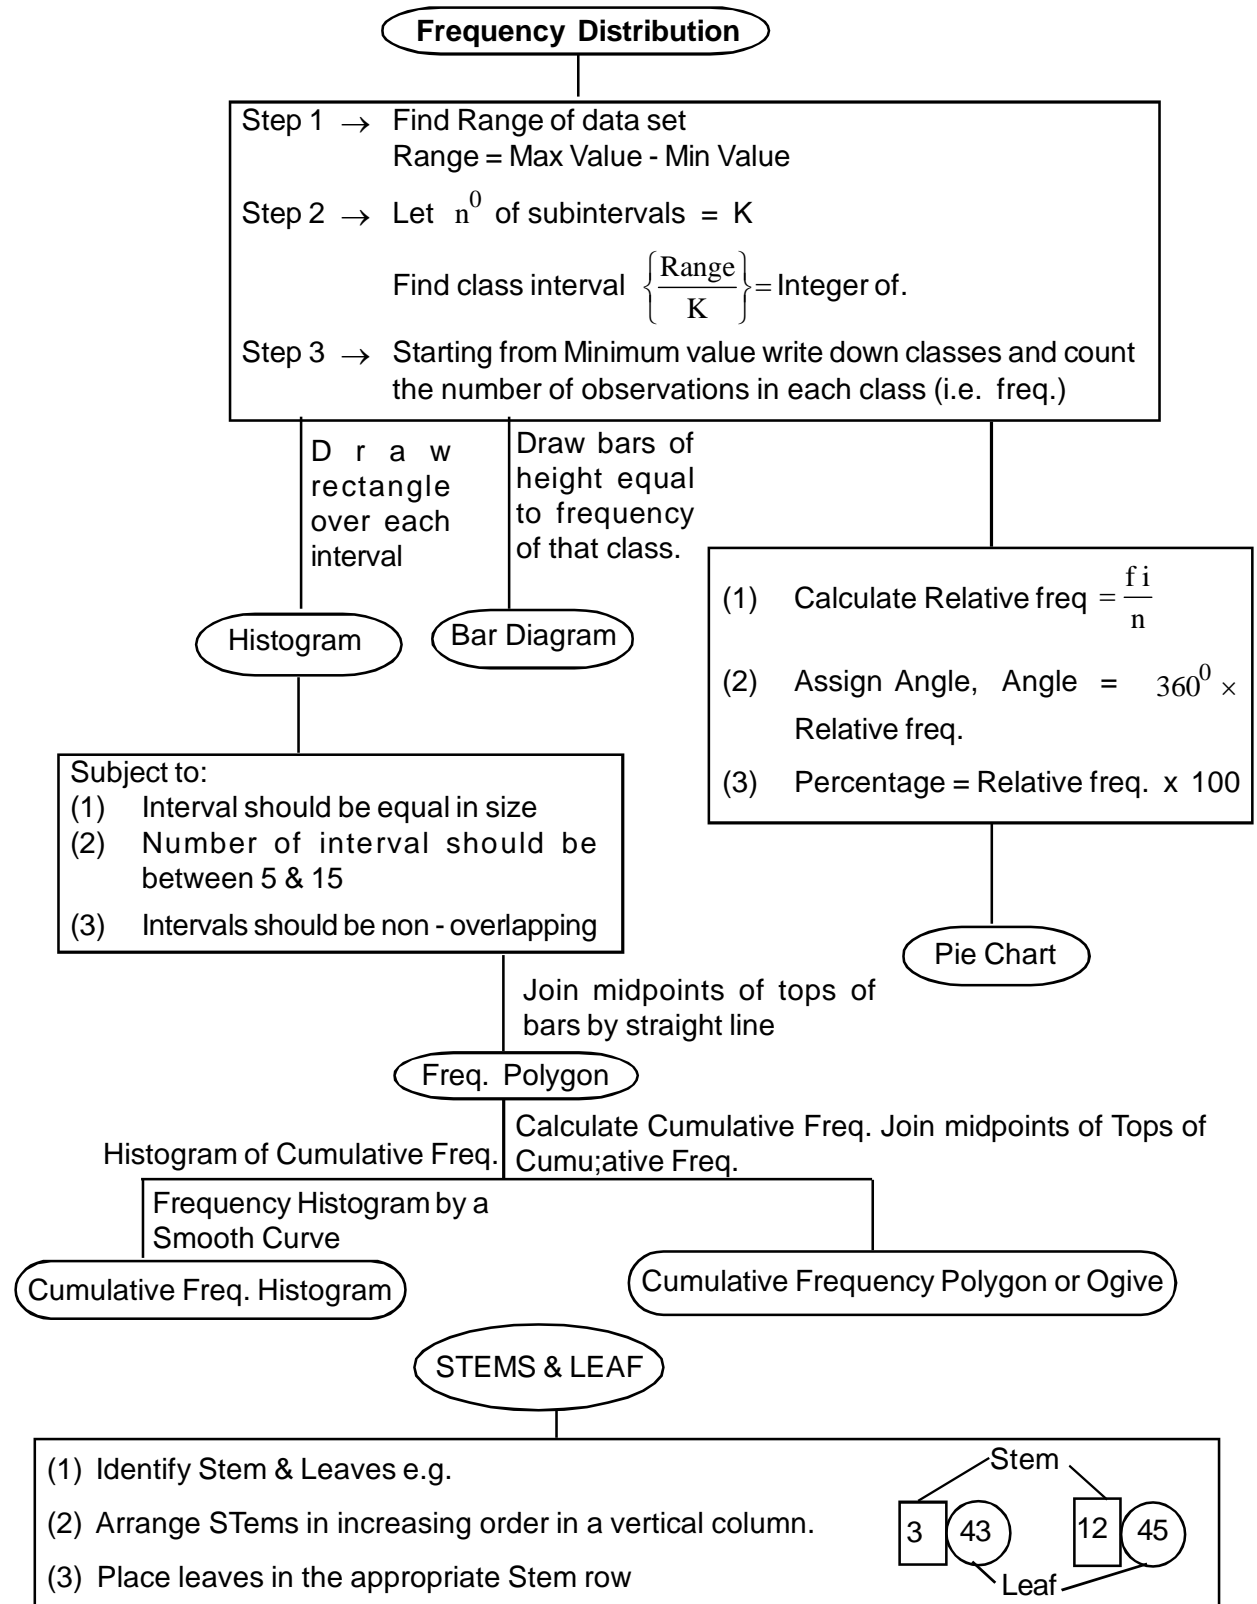 Frequency Distribution
Step 1 → Find Range of data set
Range = Max Value - Min Value
Step 2 → Let n⁰ of subintervals = K
Find class interval {Range/K} = Integer of.
Step 3 → Starting from Minimum value write down classes and count
the number of observations in each class (i.e. freq.)
D r a w
rectangle
over each
interval
Draw bars of
height equal
to frequency
of that class.
Histogram
Bar Diagram
(1) Calculate Relative freq = f i/n
(2) Assign Angle, Angle = 360⁰ ×
Relative freq.
(3) Percentage = Relative freq. x 100
Subject to:
(1) Interval should be equal in size
(2) Number of interval should be
between 5 & 15
(3) Intervals should be non - overlapping
Pie Chart
Join midpoints of tops of
bars by straight line
Freq. Polygon
Histogram of Cumulative Freq.
Calculate Cumulative Freq. Join midpoints of Tops of
Cumu;ative Freq.
Frequency Histogram by a
Smooth Curve
Cumulative Freq. Histogram
Cumulative Frequency Polygon or Ogive
STEMS & LEAF
(1) Identify Stem & Leaves e.g.
(2) Arrange STems in increasing order in a vertical column.
(3) Place leaves in the appropriate Stem row
Stem
3 43 12 45
Leaf